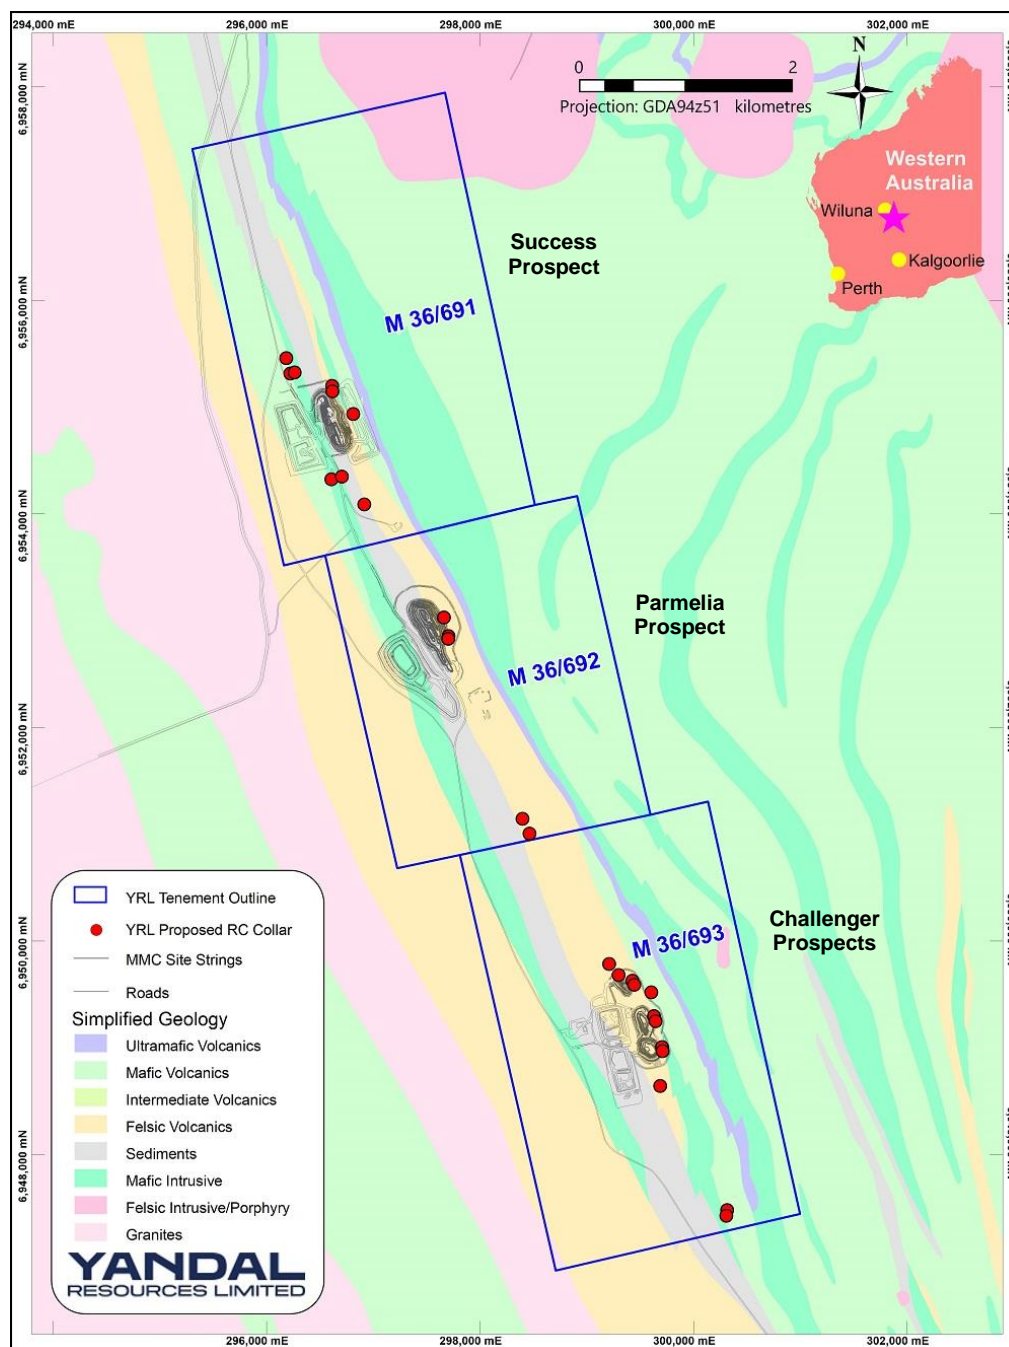 294,000 mE
296,000 mE
298,000 mE
300,000 mE
302,000 mE
6,958,000 mN
6,956,000 mN
6,954,000 mN
6,952,000 mN
6,950,000 mN
6,948,000 mN
0
2
Projection: GDA94z51 kilometres
N
Western
Australia
Wiluna
Kalgoorlie
Perth
Success
Prospect
M 36/691
Parmelia
Prospect
M 36/692
Challenger
Prospects
M 36/693
YRL Tenement Outline
YRL Proposed RC Collar
MMC Site Strings
Roads
Simplified Geology
Ultramafic Volcanics
Mafic Volcanics
Intermediate Volcanics
Felsic Volcanics
Sediments
Mafic Intrusive
Felsic Intrusive/Porphyry
Granites
YANDAL
RESOURCES LIMITED
296,000 mE
298,000 mE
300,000 mE
302,000 mE